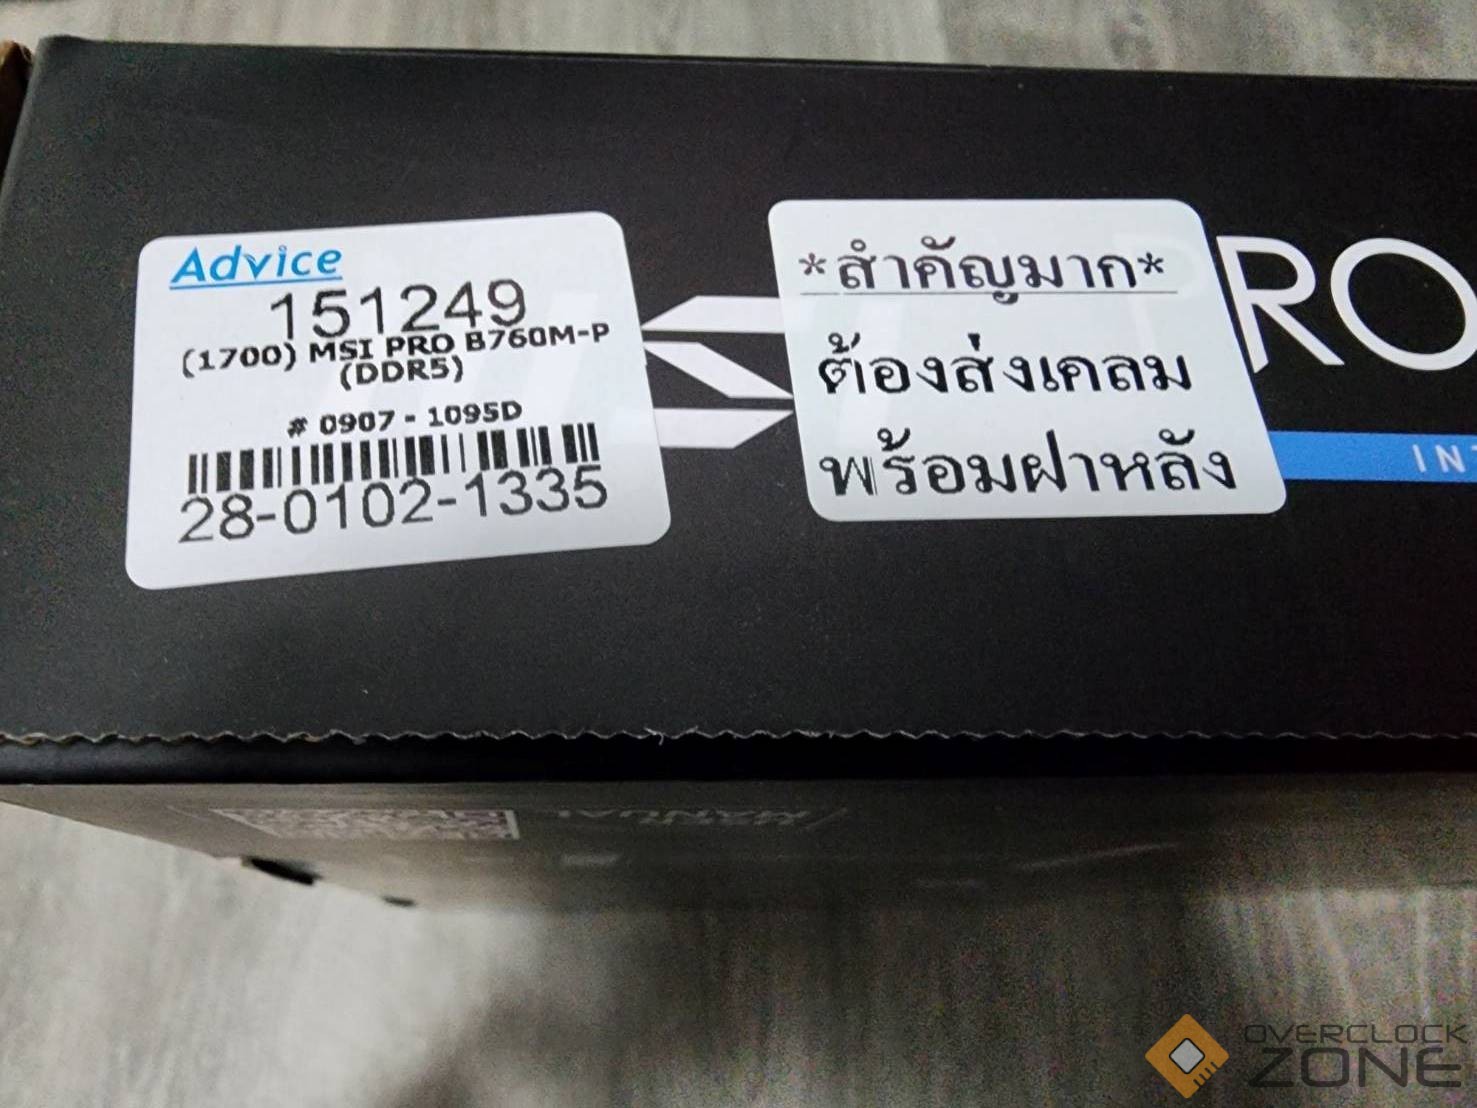 Advice
151249
(1700) MSI PRO B760M-P
(DDR5)
# 0907 - 1095D
28-0102-1335
*สำคัญมาก*
ต้องส่งเคลม
พร้อมฝาหลัง
PRO
INT
MANUAL
OVERCLOCK
ZONE